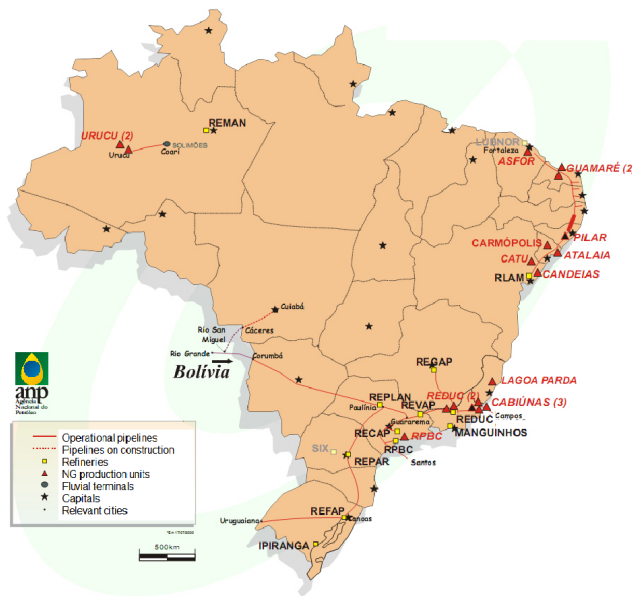 REMAN
URUCU (2)
SOLIMÕES
Urucu
Coari
LUBNOR
Fortaleza
ASFOR
GUAMARÉ (2
PILAR
CARMÓPOLIS
ATALAIA
CATU
RLAM
CANDEIAS
Cuiabá
Rio San
Miguel
Cáceres
Rio Grande
Corumbá
Bolívia
anp
Agência
Nacional do
Petróleo
REGAP
LAGOA PARDA
REPLAN
REDUC (2)
CABIÚNAS (3)
Paulínia
REVAP
Guararema
REDUC
Campos
RECAP
RPBC
MANGUINHOS
RPBC
SIX
REPAR
Santos
Operational pipelines
Pipelines on construction
Refineries
NG production units
Fluvial terminals
Capitals
Relevant cities
REFAP
Uruguaiana
Canoas
IPIRANGA
500km